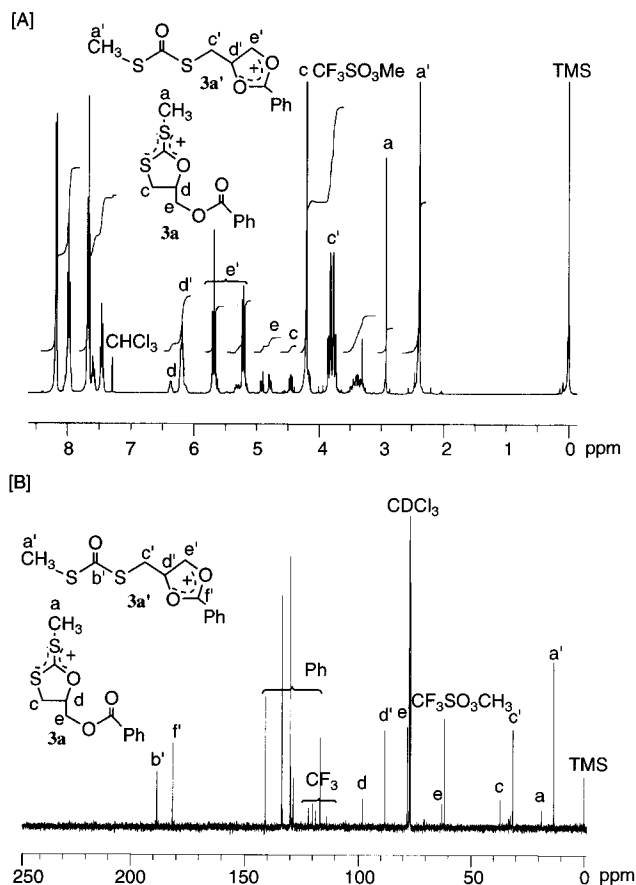 [A]
a'
CH3
O
S
S
c'
d'
e'
O
+
O
Ph
3a'
a
CH3
S
+
S-
O
c
d
e
O
O
Ph
3a
c CF3SO3Me
a'
TMS
a
c'
d'
e'
CHCl3
d
e
c
8
7
6
5
4
3
2
1
0
ppm
[B]
CDCl3
a'
CH3
O
S
b'
S
c'
d'
e'
O
+
O
f'
Ph
3a'
a
CH3
S
+
S-
O
c
d
e
O
O
Ph
3a
Ph
b'
f'
CF3
d
d'
e'
CF3SO3CH3
e
c
c'
a
a'
TMS
250
200
150
100
50
0
ppm